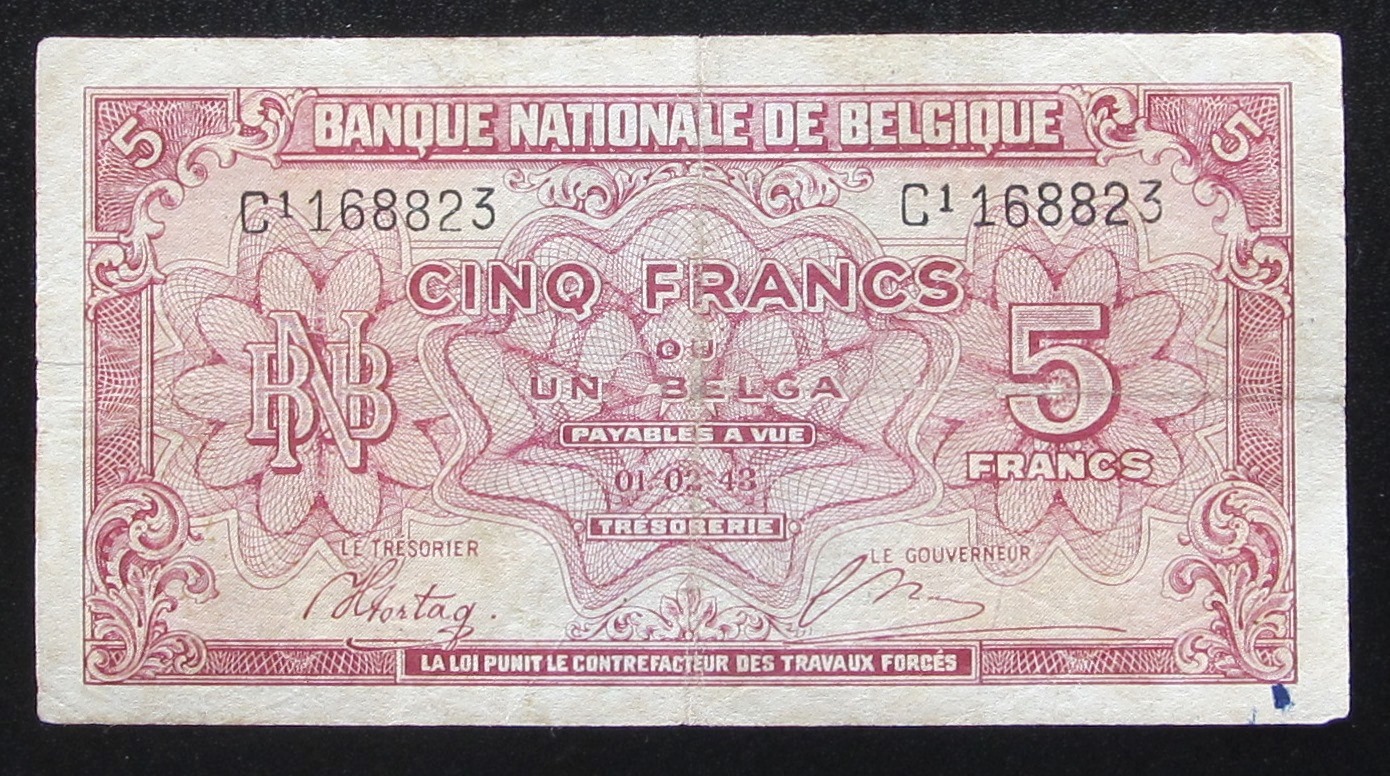 5 BANQUE NATIONALE DE BELGIQUE 5
C1 168823 C1 168823
CINQ FRANCS
OU
UN BELGA
BNB
5
FRANCS
PAYABLES A VUE
01-02-43
TRÉSORERIE
LE TRÉSORIER LE GOUVERNEUR
LA LOI PUNIT LE CONTREFACTEUR DES TRAVAUX FORCÉS